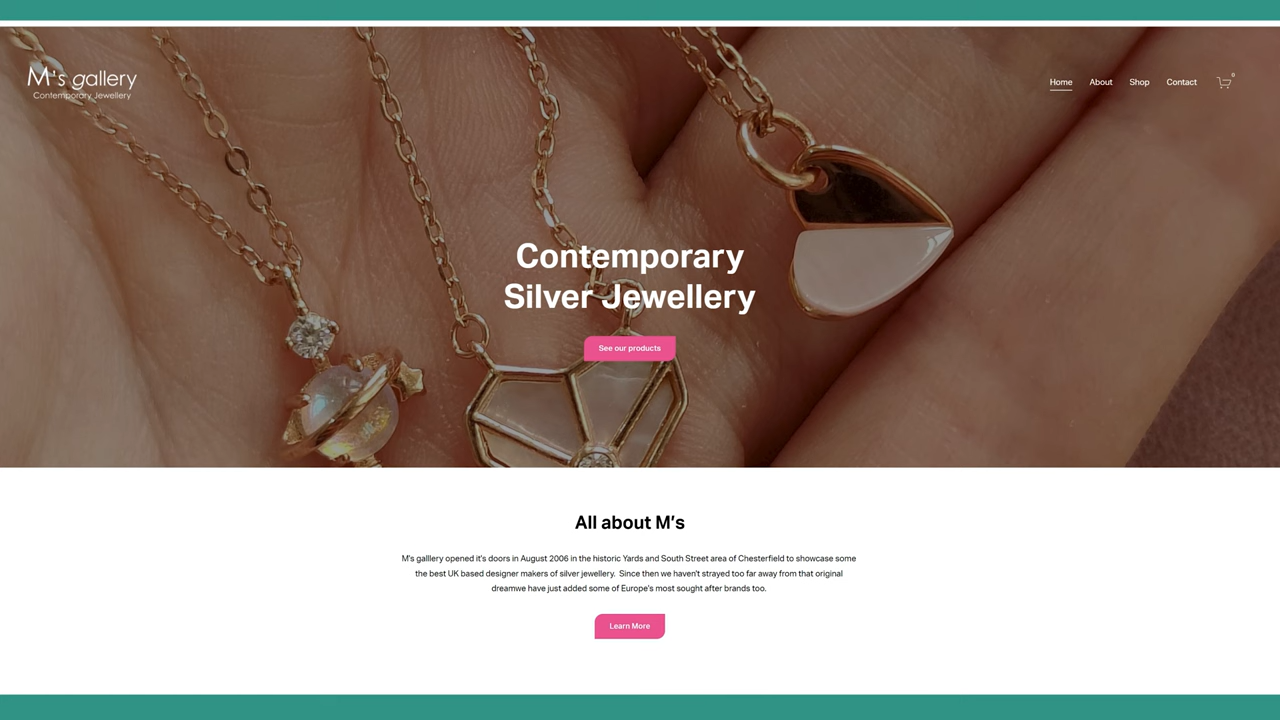 M's gallery
Contemporary Jewellery
Home About Shop Contact 0
Contemporary
Silver Jewellery
See our products
All about M's
M's galllery opened it's doors in August 2006 in the historic Yards and South Street area of Chesterfield to showcase some
the best UK based designer makers of silver jewellery.  Since then we haven't strayed too far away from that original
dreamwe have just added some of Europe's most sought after brands too.
Learn More